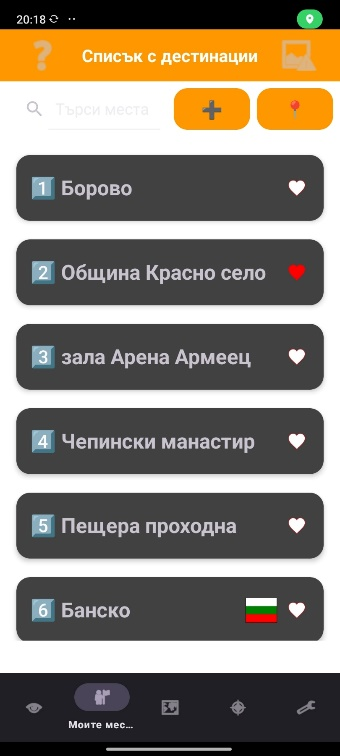 20:18
Списък с дестинации
Търси места
1 Борово
2 Община Красно село
3 зала Арена Армеец
4 Чепински манастир
5 Пещера проходна
6 Банско
Моите мес...